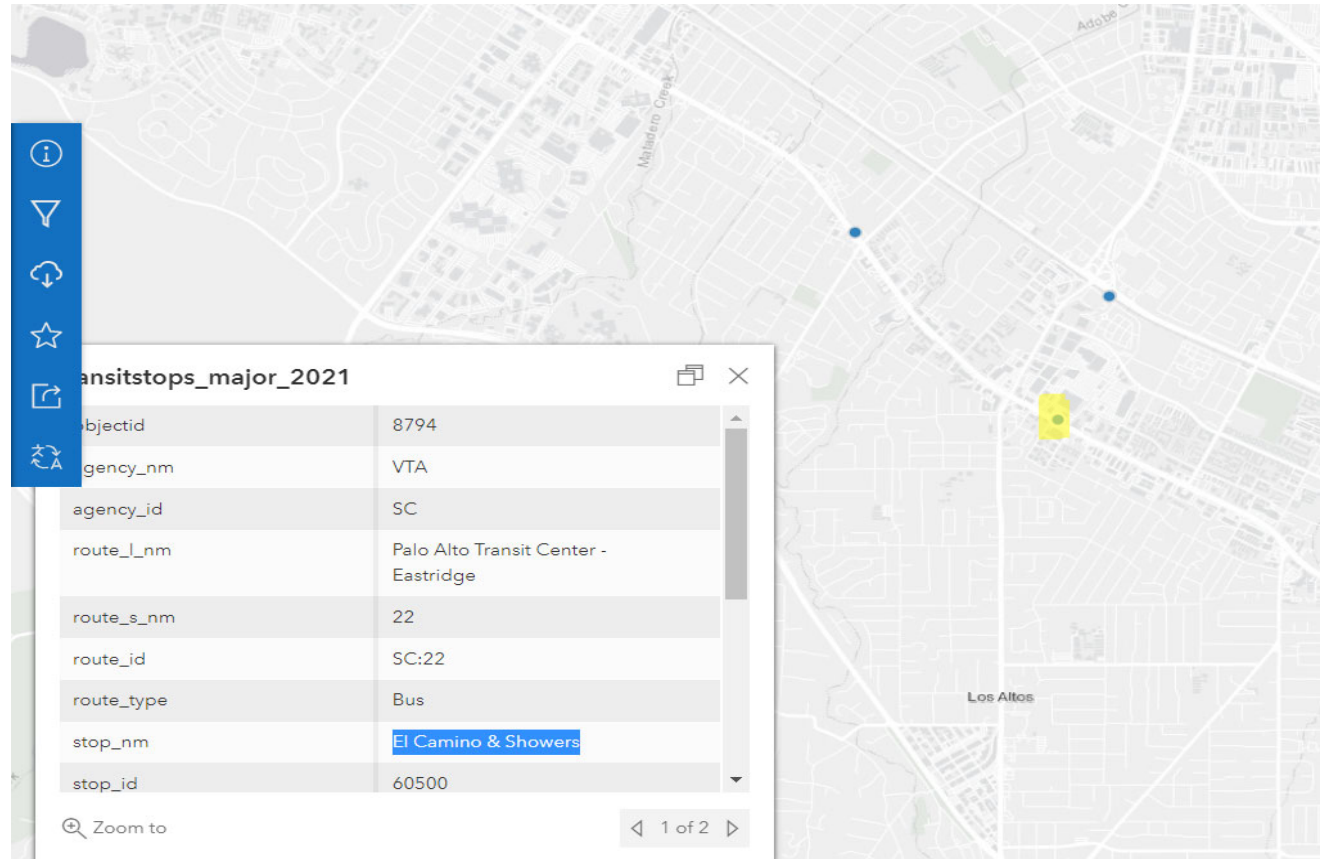 Adobe C
Matadero Creek
ansitstops_major_2021
bjectid 8794
gency_nm VTA
agency_id SC
route_l_nm Palo Alto Transit Center -
Eastridge
route_s_nm 22
route_id SC:22
route_type Bus
Los Altos
stop_nm El Camino & Showers
stop_id 60500
Zoom to
1 of 2